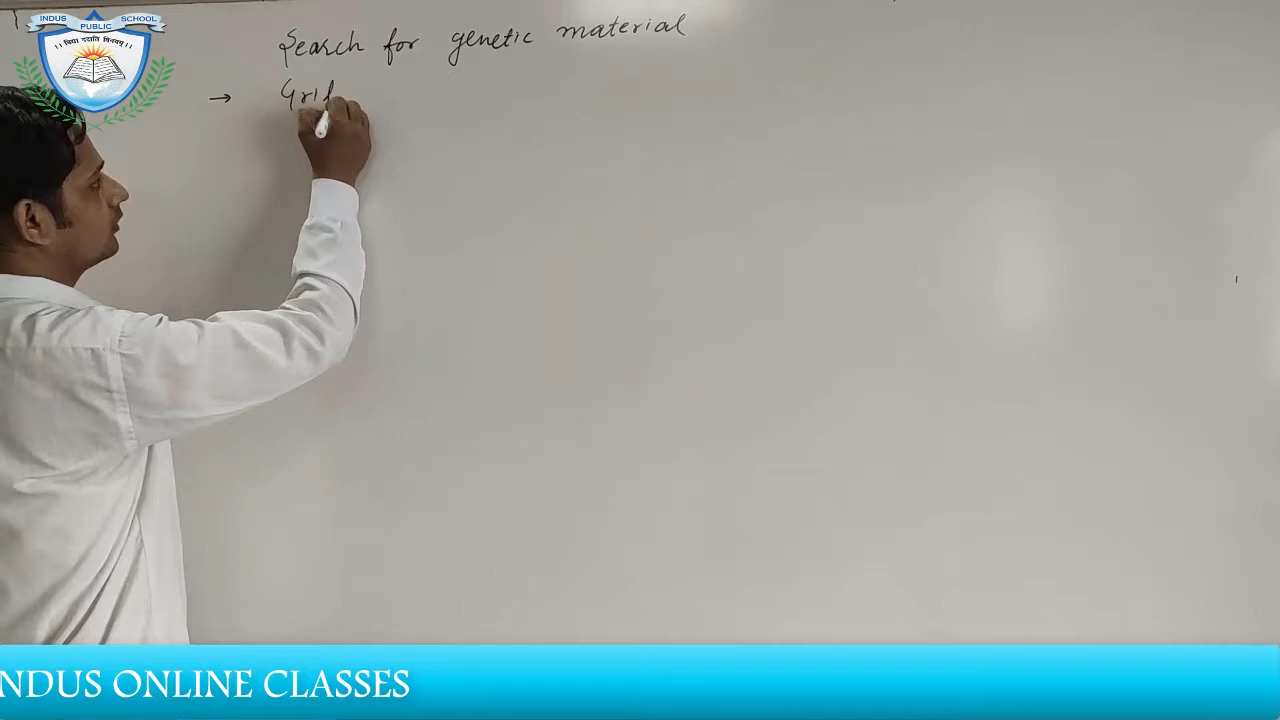 INDUS PUBLIC SCHOOL
।। विद्या ददाति विनयम् ।।
Search for genetic material
→ Grif
NDUS ONLINE CLASSES